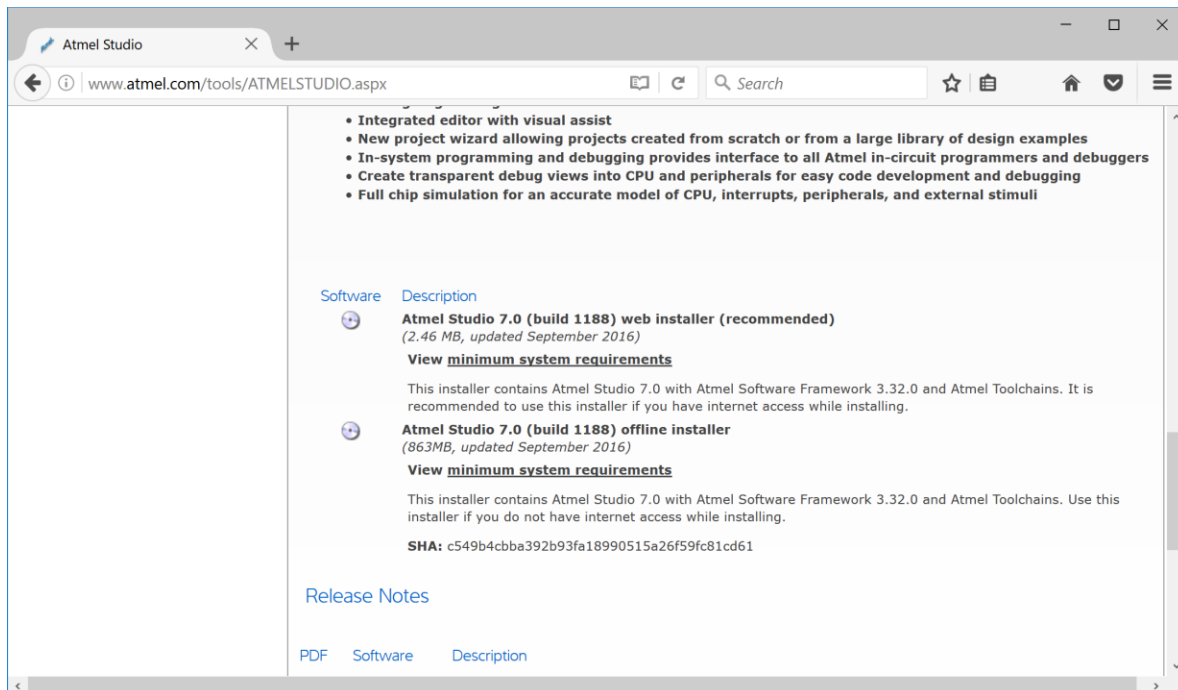 Atmel Studio
www.atmel.com/tools/ATMELSTUDIO.aspx
Search
• Integrated editor with visual assist
• New project wizard allowing projects created from scratch or from a large library of design examples
• In-system programming and debugging provides interface to all Atmel in-circuit programmers and debuggers
• Create transparent debug views into CPU and peripherals for easy code development and debugging
• Full chip simulation for an accurate model of CPU, interrupts, peripherals, and external stimuli
Software Description
Atmel Studio 7.0 (build 1188) web installer (recommended)
(2.46 MB, updated September 2016)
View minimum system requirements
This installer contains Atmel Studio 7.0 with Atmel Software Framework 3.32.0 and Atmel Toolchains. It is
recommended to use this installer if you have internet access while installing.
Atmel Studio 7.0 (build 1188) offline installer
(863MB, updated September 2016)
View minimum system requirements
This installer contains Atmel Studio 7.0 with Atmel Software Framework 3.32.0 and Atmel Toolchains. Use this
installer if you do not have internet access while installing.
SHA: c549b4cbba392b93fa18990515a26f59fc81cd61
Release Notes
PDF Software Description